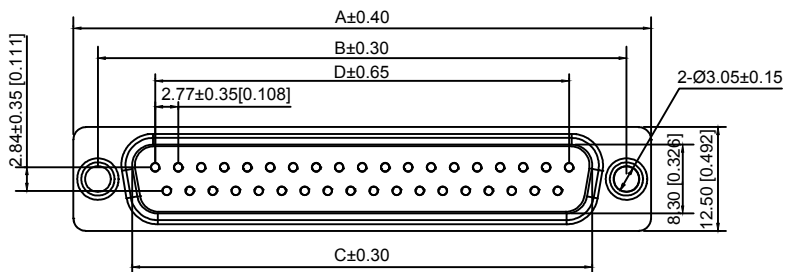 A±0.40
B±0.30
D±0.65
2.77±0.35[0.108]
2-Ø3.05±0.15
2.84±0.35 [0.111]
8.30 [0.326]
12.50 [0.492]
C±0.30